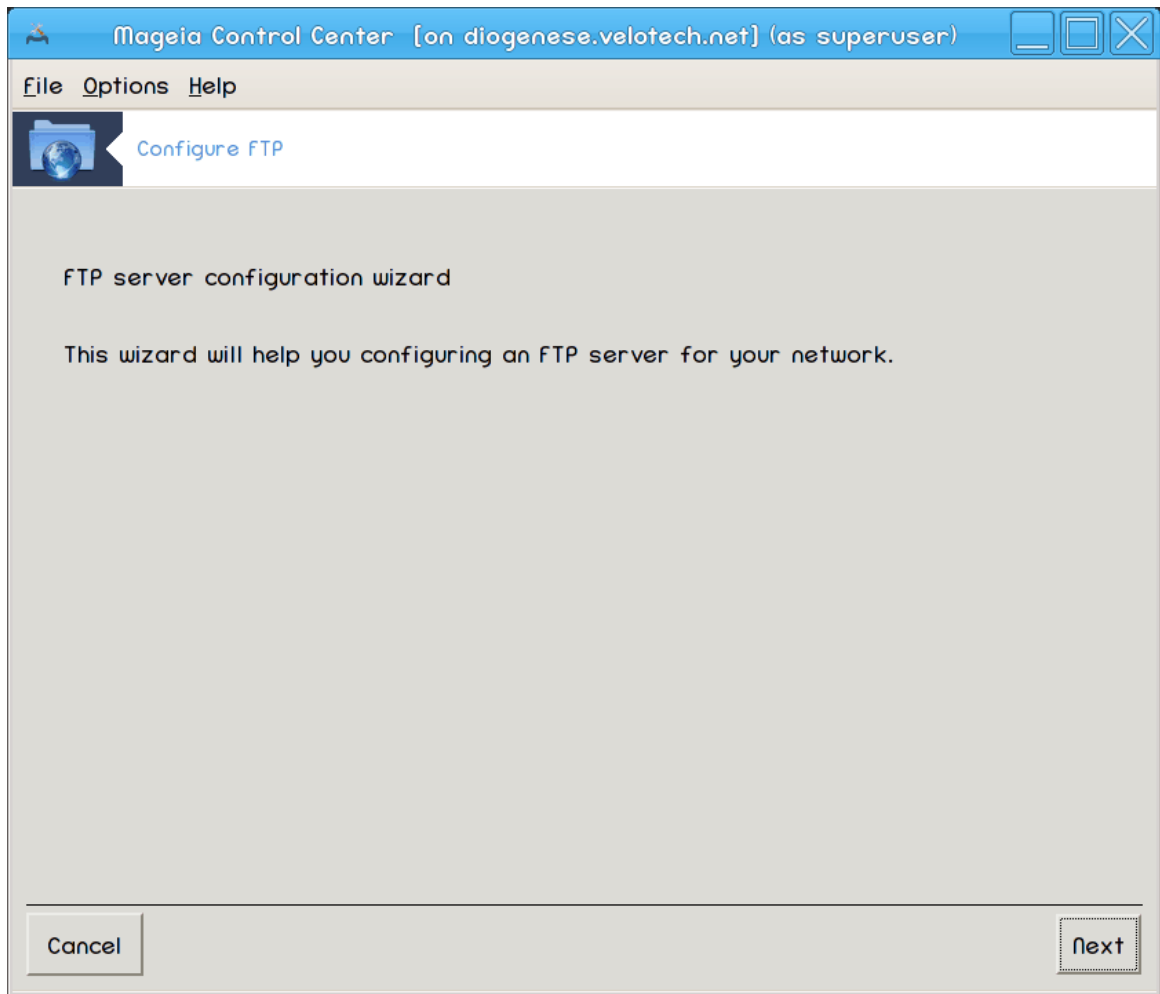 Mageia Control Center [on diogenese.velotech.net] (as superuser)
File Options Help
Configure FTP
FTP server configuration wizard
This wizard will help you configuring an FTP server for your network.
Cancel Next